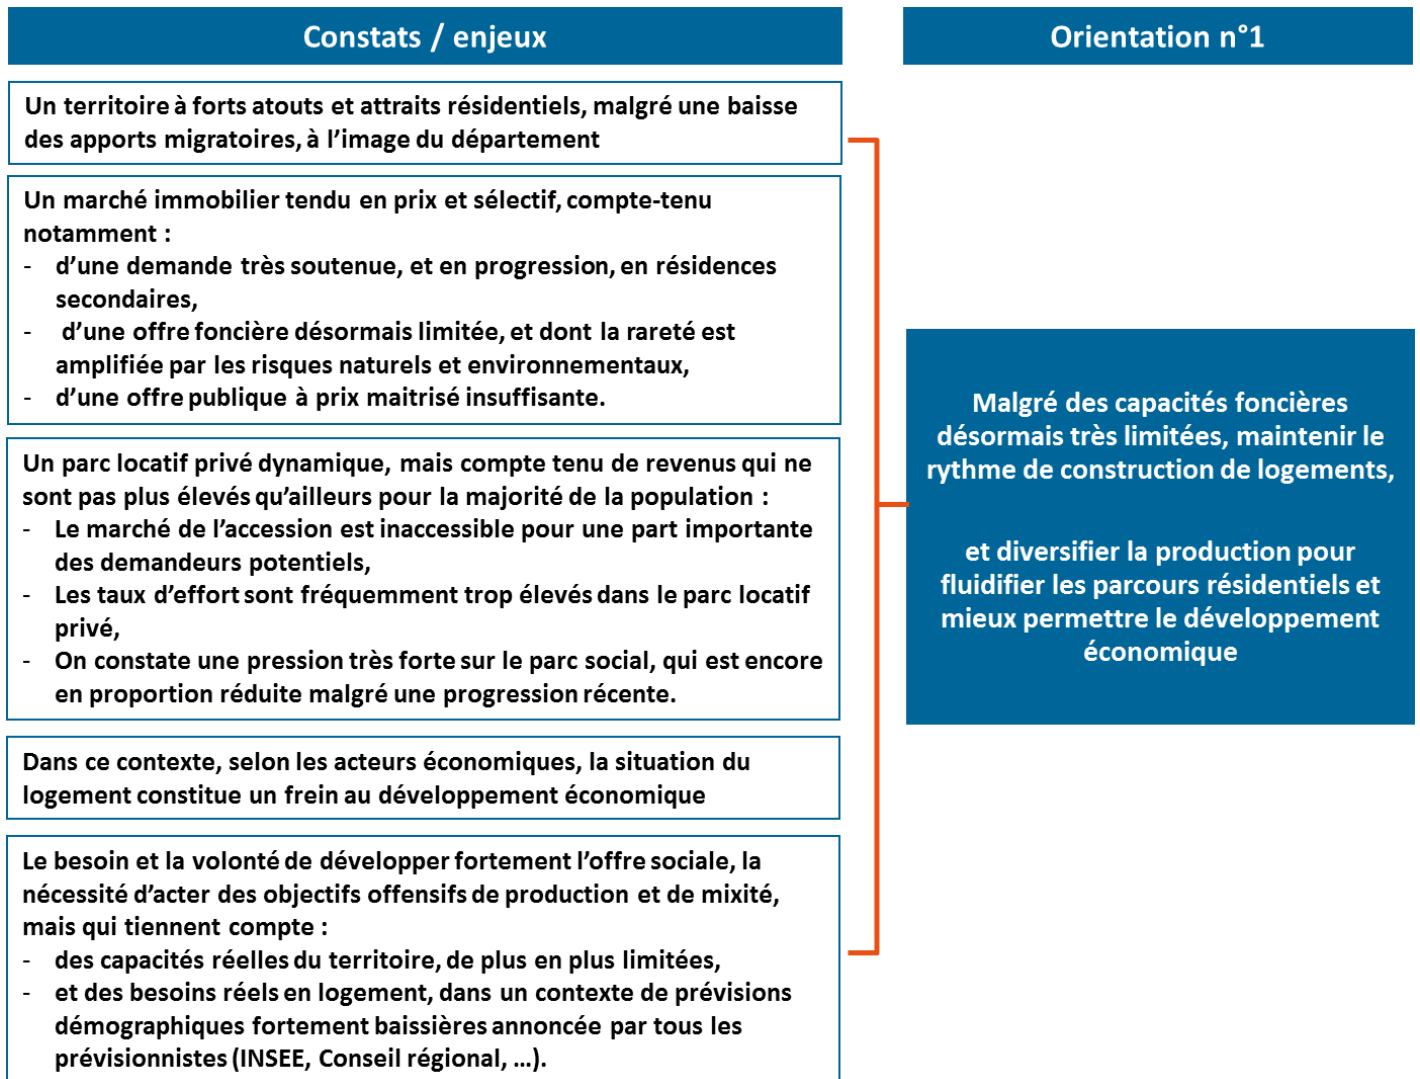 Constats / enjeux
Un territoire à forts atouts et attraits résidentiels, malgré une baisse
des apports migratoires, à l’image du département
Un marché immobilier tendu en prix et sélectif, compte-tenu
notamment :
- d’une demande très soutenue, et en progression, en résidences
secondaires,
- d’une offre foncière désormais limitée, et dont la rareté est
amplifiée par les risques naturels et environnementaux,
- d’une offre publique à prix maitrisé insuffisante.
Un parc locatif privé dynamique, mais compte tenu de revenus qui ne
sont pas plus élevés qu’ailleurs pour la majorité de la population :
- Le marché de l’accession est inaccessible pour une part importante
des demandeurs potentiels,
- Les taux d’effort sont fréquemment trop élevés dans le parc locatif
privé,
- On constate une pression très forte sur le parc social, qui est encore
en proportion réduite malgré une progression récente.
Dans ce contexte, selon les acteurs économiques, la situation du
logement constitue un frein au développement économique
Le besoin et la volonté de développer fortement l’offre sociale, la
nécessité d’acter des objectifs offensifs de production et de mixité,
mais qui tiennent compte :
- des capacités réelles du territoire, de plus en plus limitées,
- et des besoins réels en logement, dans un contexte de prévisions
démographiques fortement baissières annoncée par tous les
prévisionnistes (INSEE, Conseil régional, …).
Orientation n°1
Malgré des capacités foncières
désormais très limitées, maintenir le
rythme de construction de logements,
et diversifier la production pour
fluidifier les parcours résidentiels et
mieux permettre le développement
économique